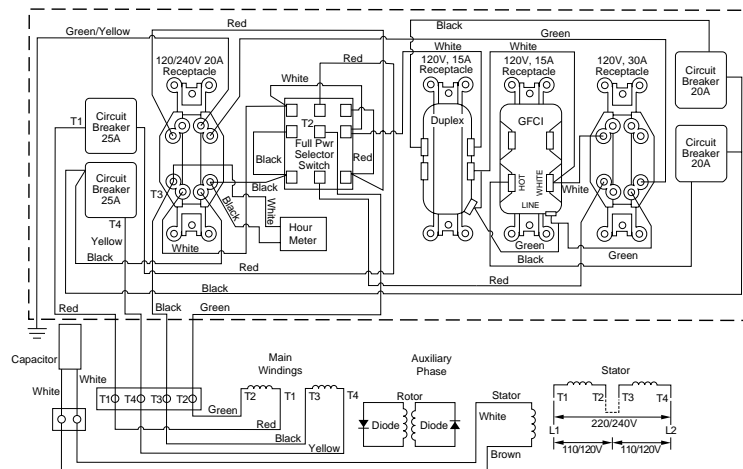 Black
Red
Green/Yellow
Green
White
White
Red
120/240V 20A
Receptacle
120V, 15A
Receptacle
120V, 15A
Receptacle
120V, 30A
Receptacle
Circuit
Breaker
20A
White
T1
Circuit
Breaker
25A
T2
Full Pwr
Selector
Switch
Duplex
GFCI
Circuit
Breaker
20A
Black
Red
Circuit
Breaker
25A
T3
Black
HOT
WHITE
White
LINE
T4
Black
White
Hour
Meter
Yellow
White
Green
Black
Green
Black
Red
Red
Black
Red
Black
Green
Capacitor
White
White
Main
Windings
Auxiliary
Phase
Stator
T1
T4
T3
T2
T2
T1
T3
T4
Rotor
Stator
T1
T2
T3
T4
Green
Diode
Diode
White
220/240V
L1
L2
Red
Black
Yellow
Brown
110/120V
110/120V